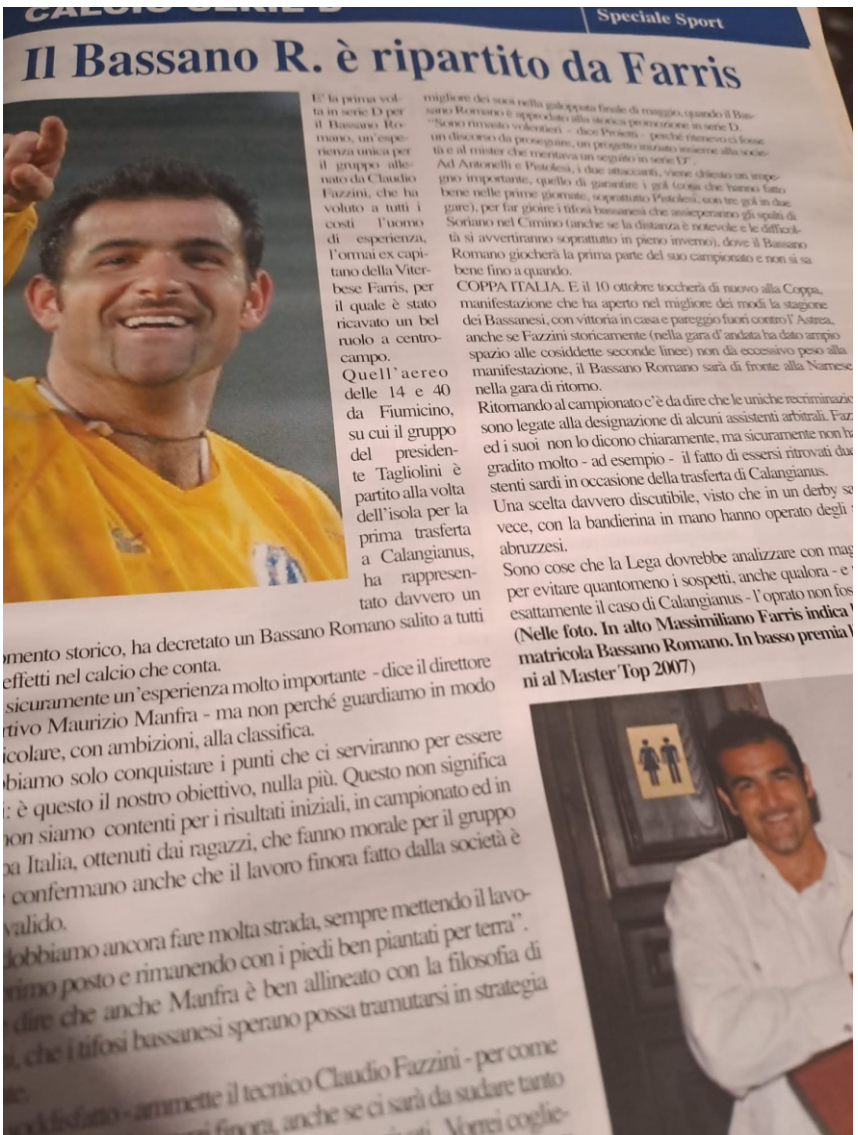 CALCIO SERIE D
Speciale Sport
Il Bassano R. è ripartito da Farris
E' la prima vol-
ta in serie D per
il Bassano Ro-
mano, un'espe-
rienza unica per
il gruppo alle-
nato da Claudio
Fazzini, che ha
voluto a tutti i
costi l'uomo
di esperienza,
l'ormai ex capi-
tano della Viter-
bese Farris, per
il quale è stato
ricavato un bel
ruolo a centro-
campo.
Quell'aereo
delle 14 e 40
da Fiumicino,
su cui il gruppo
del presiden-
te Tagliolini è
partito alla volta
dell'isola per la
prima trasferta
a Calangianus,
ha rappresen-
tato davvero un
omento storico, ha decretato un Bassano Romano salito a tutti
effetti nel calcio che conta.
sicuramente un'esperienza molto importante - dice il direttore
rtivo Maurizio Manfra - ma non perché guardiamo in modo
icolare, con ambizioni, alla classifica.
biamo solo conquistare i punti che ci serviranno per essere
: è questo il nostro obiettivo, nulla più. Questo non significa
non siamo contenti per i risultati iniziali, in campionato ed in
pa Italia, ottenuti dai ragazzi, che fanno morale per il gruppo
confermano anche che il lavoro finora fatto dalla società è
valido.
dobbiamo ancora fare molta strada, sempre mettendo il lavo-
rimo posto e rimanendo con i piedi ben piantati per terra".
dire che anche Manfra è ben allineato con la filosofia di
i, che i tifosi bassanesi sperano possa tramutarsi in strategia
te.
soddisfatto - ammette il tecnico Claudio Fazzini - per come
finora, anche se ci sarà da sudare tanto
Vorrei coglie-
migliore dei suoi nella galoppata finale di maggio, quando il Bas-
sano Romano è approdato alla storica promozione in serie D.
"Sono rimasto volentieri - dice Proietti - perché ritenevo ci fosse
un discorso da proseguire, un progetto iniziato insieme alla socie-
tà e al mister che meritava un seguito in serie D".
Ad Antonelli e Pistolesi, i due attaccanti, viene chiesto un impe-
gno importante, quello di garantire i gol (cosa che hanno fatto
bene nelle prime giornate, soprattutto Pistolesi, con tre gol in due
gare), per far gioire i tifosi bassanesi che assieperanno gli spalti di
Soriano nel Cimino (anche se la distanza è notevole e le difficol-
tà si avvertiranno soprattutto in pieno inverno), dove il Bassano
Romano giocherà la prima parte del suo campionato e non si sa
bene fino a quando.
COPPA ITALIA. E il 10 ottobre toccherà di nuovo alla Coppa,
manifestazione che ha aperto nel migliore dei modi la stagione
dei Bassanesi, con vittoria in casa e pareggio fuori contro l'Astrea,
anche se Fazzini storicamente (nella gara d'andata ha dato ampio
spazio alle cosiddette seconde linee) non dà eccessivo peso alla
manifestazione, il Bassano Romano sarà di fronte alla Narnese
nella gara di ritorno.
Ritornando al campionato c'è da dire che le uniche recriminazio
sono legate alla designazione di alcuni assistenti arbitrali. Faz
ed i suoi non lo dicono chiaramente, ma sicuramente non ha
gradito molto - ad esempio - il fatto di essersi ritrovati due
stenti sardi in occasione della trasferta di Calangianus.
Una scelta davvero discutibile, visto che in un derby sa
vece, con la bandierina in mano hanno operato degli
abruzzesi.
Sono cose che la Lega dovrebbe analizzare con mag
per evitare quantomeno i sospetti, anche qualora - e
esattamente il caso di Calangianus - l'oprato non fos
(Nelle foto. In alto Massimiliano Farris indica l
matricola Bassano Romano. In basso premia
ni al Master Top 2007)